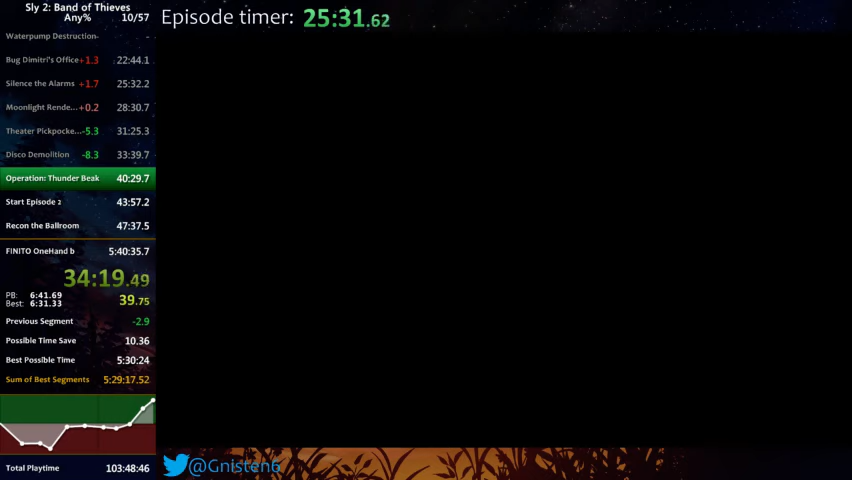 Sly 2: Band of Thieves
Any% 10/57
Episode timer: 25:31.62
Waterpump Destruction- -
Bug Dimitri's Office +1.3 22:44.1
Silence the Alarms +1.7 25:32.2
Moonlight Rende... +0.2 28:30.7
Theater Pickpocke... -5.3 31:25.3
Disco Demolition -8.3 33:39.7
Operation: Thunder Beak 40:29.7
Start Episode 2 43:57.2
Recon the Ballroom 47:37.5
FINITO OneHand b 5:40:35.7
34:19.49
PB: 6:41.69
Best: 6:31.33
39.75
Previous Segment -2.9
Possible Time Save 10.36
Best Possible Time 5:30:24
Sum of Best Segments 5:29:17.52
Total Playtime 103:48:46
@Gnisten6